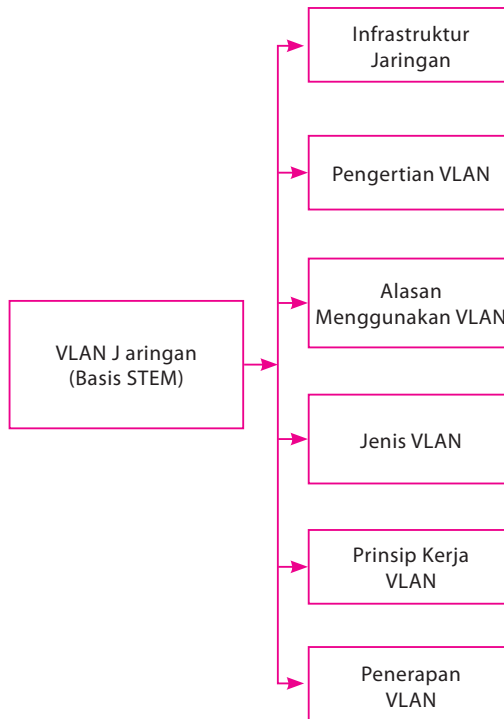 VLAN J aringan
(Basis STEM)
Infrastruktur
Jaringan
Pengertian VLAN
Alasan
Menggunakan VLAN
Jenis VLAN
Prinsip Kerja
VLAN
Penerapan
VLAN